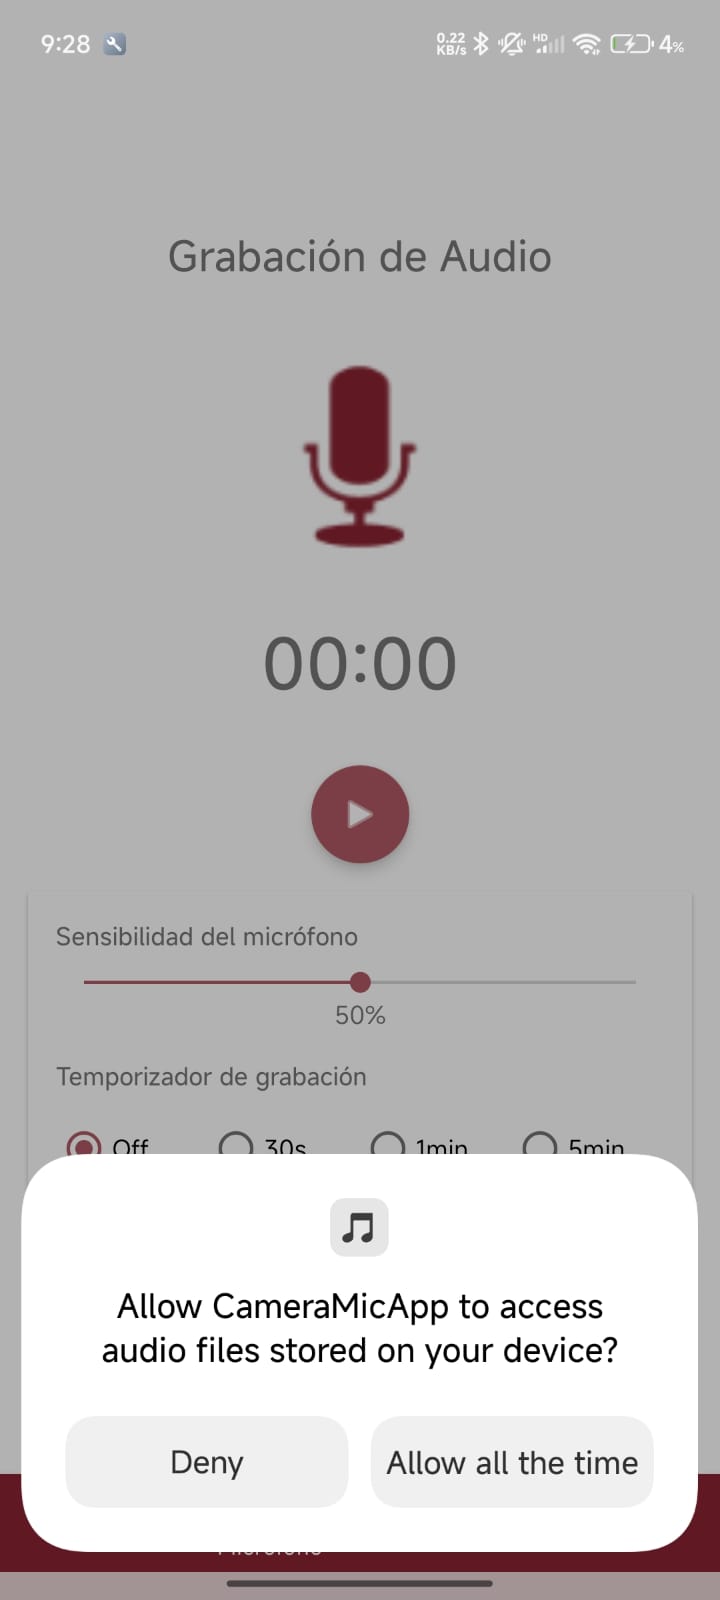 9:28
0.22 KB/s HD 4%
Grabación de Audio
00:00
Sensibilidad del micrófono
50%
Temporizador de grabación
Off 30s 1min 5min
Allow CameraMicApp to access
audio files stored on your device?
Deny Allow all the time